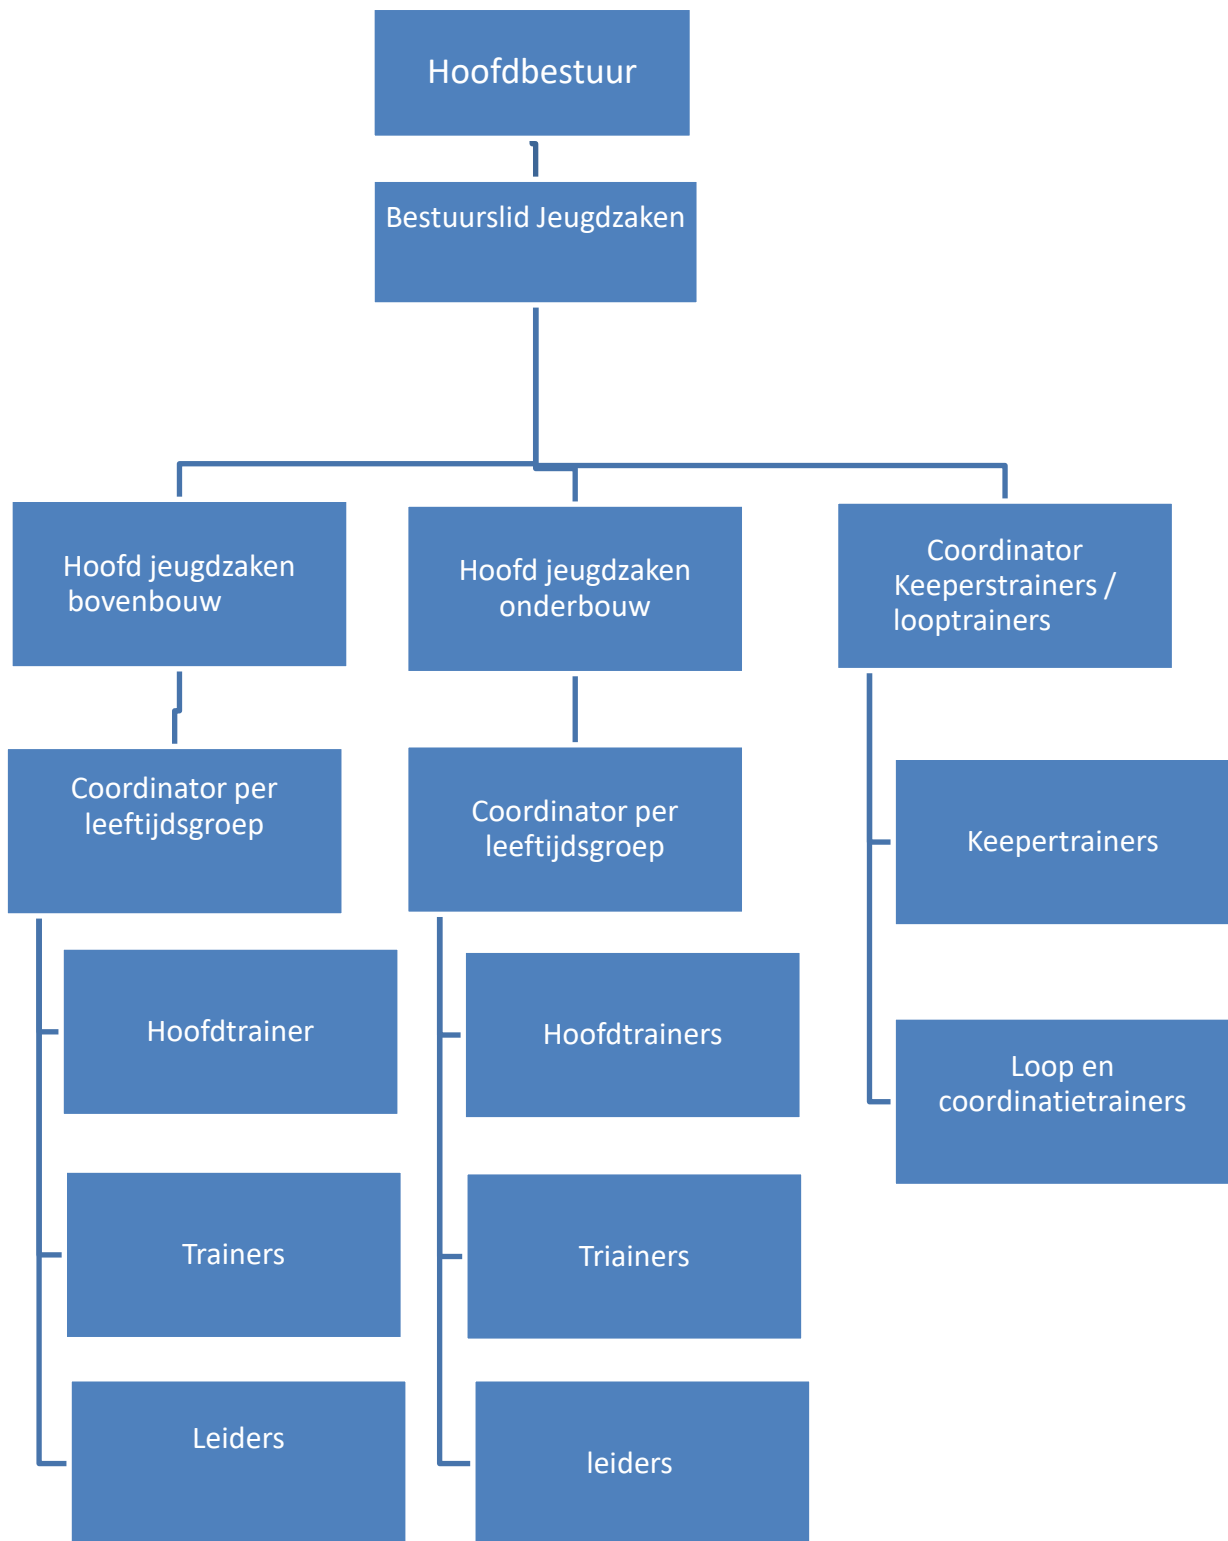 Hoofdbestuur
Bestuurslid Jeugdzaken
Hoofd jeugdzaken
bovenbouw
Hoofd jeugdzaken
onderbouw
Coordinator
Keeperstrainers /
looptrainers
Coordinator per
leeftijdsgroep
Coordinator per
leeftijdsgroep
Keepertrainers
Hoofdtrainer
Hoofdtrainers
Loop en
coordinatietrainers
Trainers
Triainers
Leiders
leiders